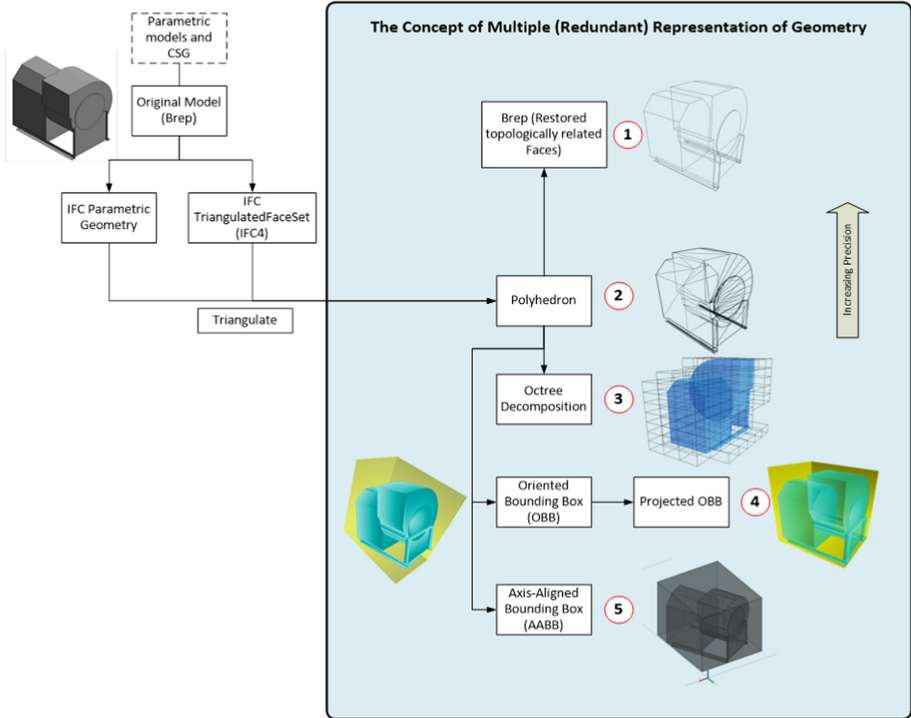 The Concept of Multiple (Redundant) Representation of Geometry
Parametric
models and
CSG
Original Model
(Brep)
IFC Parametric
Geometry
IFC
TriangulatedFaceSet
(IFC4)
Triangulate
Brep (Restored
topologically related
Faces)
1
Increasing Precision
Polyhedron
2
Octree
Decomposition
3
Oriented
Bounding Box
(OBB)
Projected OBB
4
Axis-Aligned
Bounding Box
(AABB)
5